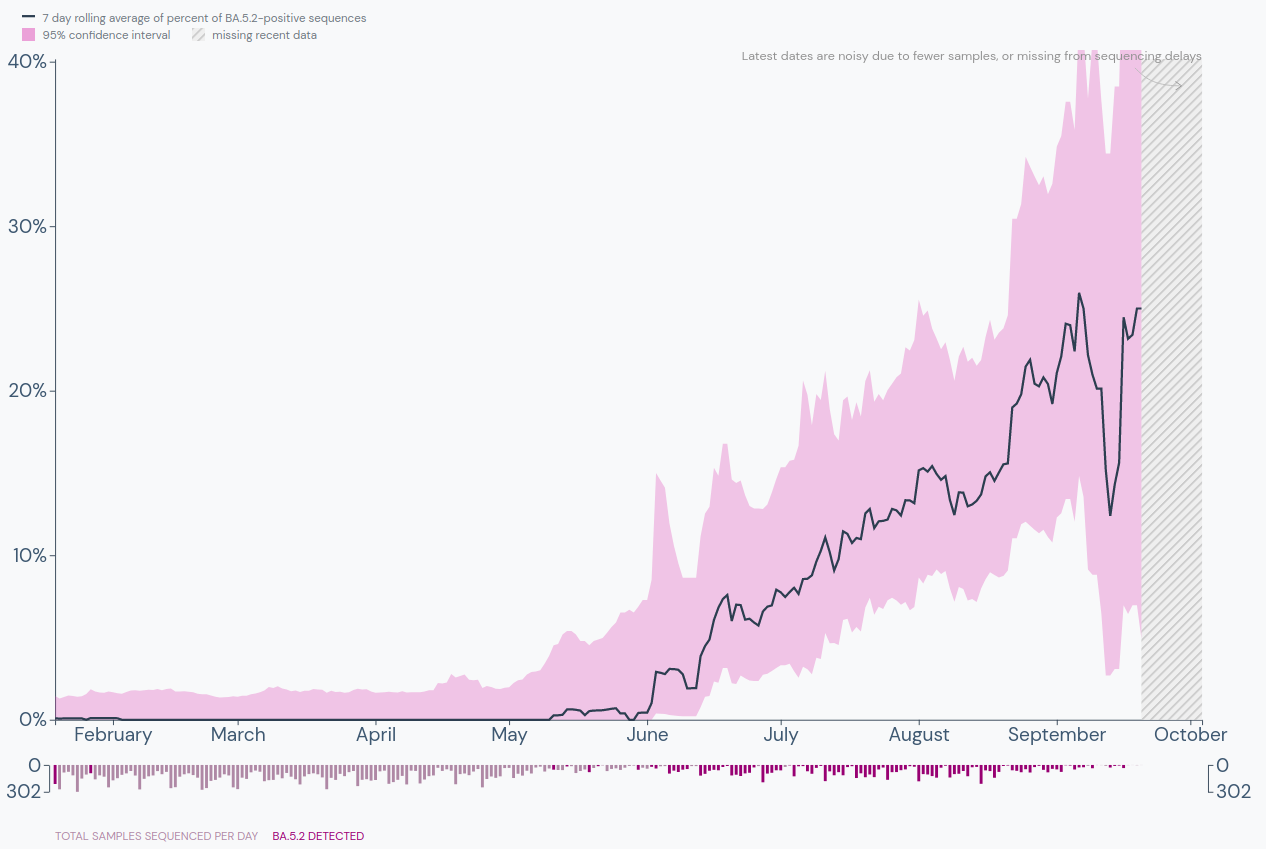 7 day rolling average of percent of BA.5.2-positive sequences
95% confidence interval missing recent data
Latest dates are noisy due to fewer samples, or missing from sequencing delays
40%
30%
20%
10%
0%
February March April May June July August September October
0 0
302 302
TOTAL SAMPLES SEQUENCED PER DAY BA.5.2 DETECTED